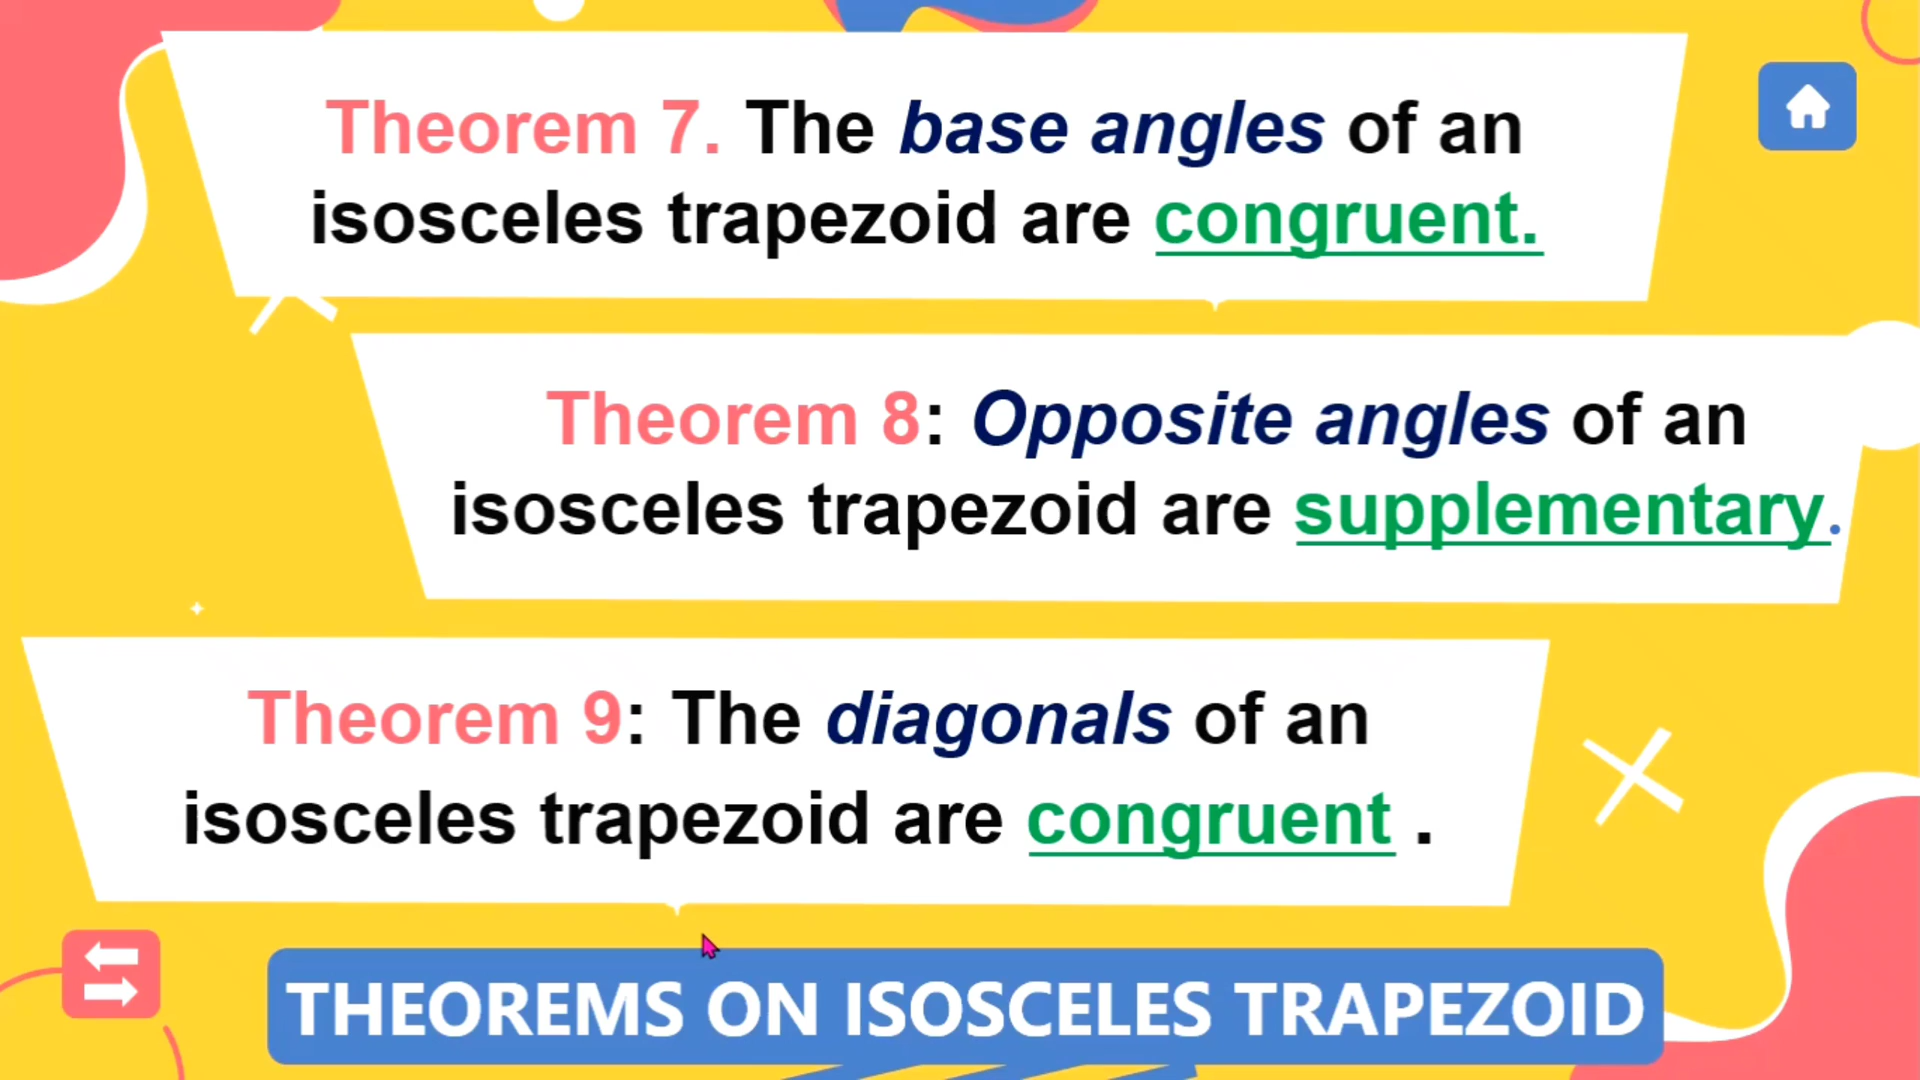 Theorem 7. The base angles of an
isosceles trapezoid are congruent.
Theorem 8: Opposite angles of an
isosceles trapezoid are supplementary.
Theorem 9: The diagonals of an
isosceles trapezoid are congruent .
THEOREMS ON ISOSCELES TRAPEZOID